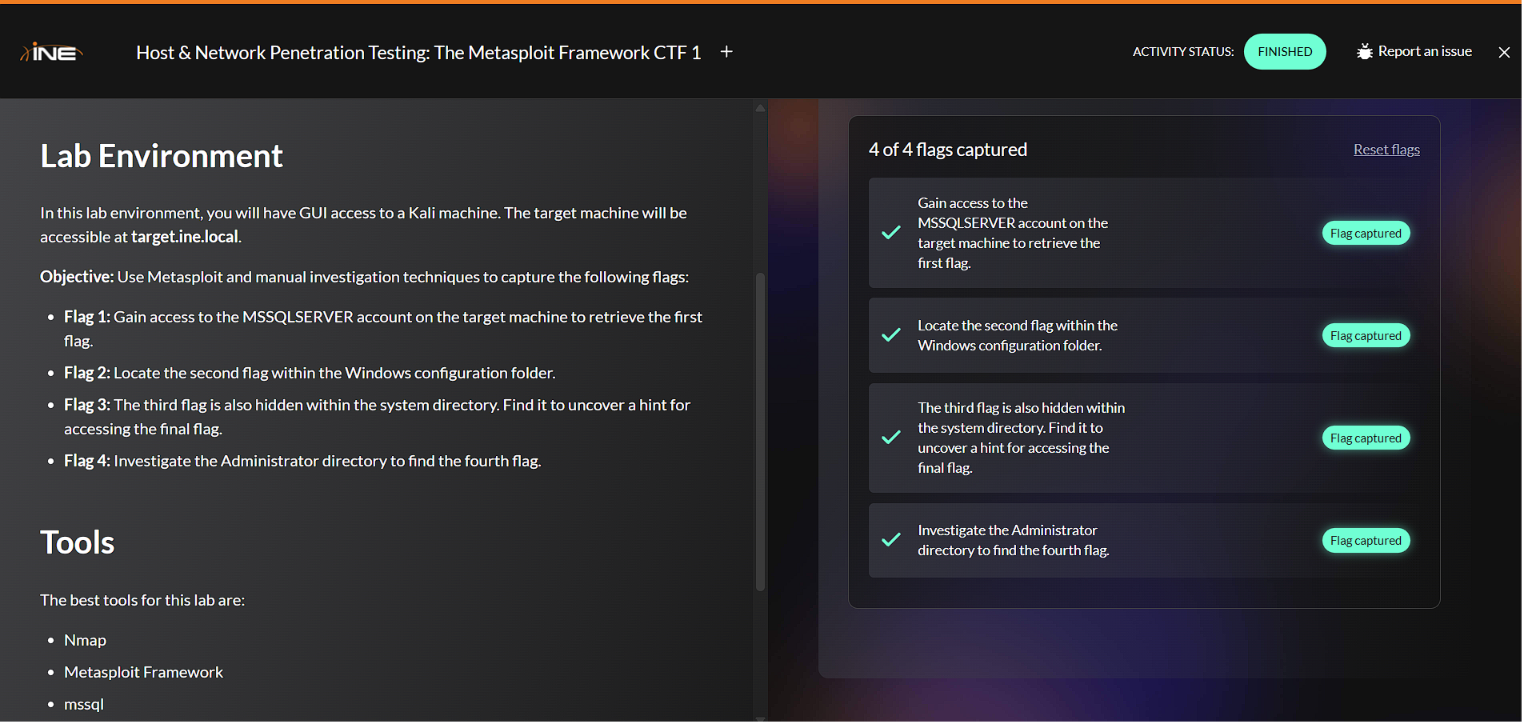 INE
Host & Network Penetration Testing: The Metasploit Framework CTF 1 +
ACTIVITY STATUS: FINISHED
Report an issue
Lab Environment
In this lab environment, you will have GUI access to a Kali machine. The target machine will be
accessible at target.ine.local.
Objective: Use Metasploit and manual investigation techniques to capture the following flags:
• Flag 1: Gain access to the MSSQLSERVER account on the target machine to retrieve the first
flag.
• Flag 2: Locate the second flag within the Windows configuration folder.
• Flag 3: The third flag is also hidden within the system directory. Find it to uncover a hint for
accessing the final flag.
• Flag 4: Investigate the Administrator directory to find the fourth flag.
Tools
The best tools for this lab are:
• Nmap
• Metasploit Framework
• mssql
4 of 4 flags captured
Reset flags
Gain access to the
MSSQLSERVER account on the
target machine to retrieve the
first flag.
Flag captured
Locate the second flag within the
Windows configuration folder.
Flag captured
The third flag is also hidden within
the system directory. Find it to
uncover a hint for accessing the
final flag.
Flag captured
Investigate the Administrator
directory to find the fourth flag.
Flag captured